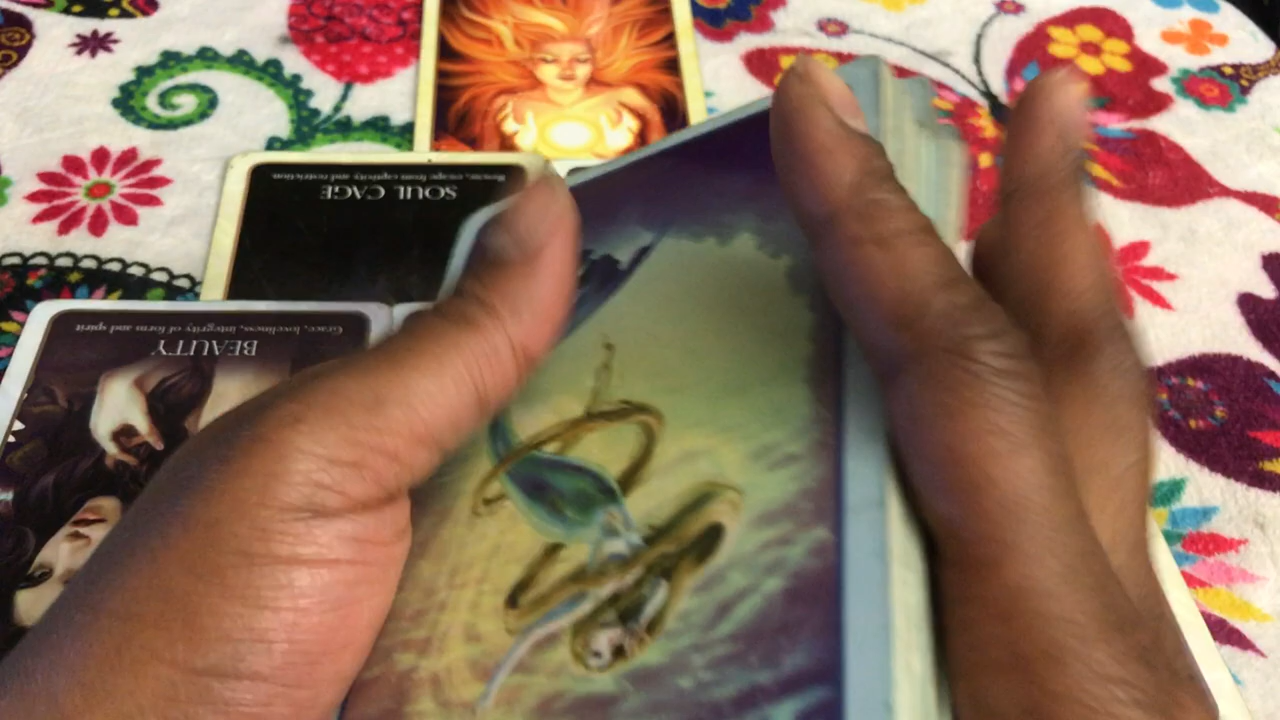 SOUL CAGE
Rescue, escape from captivity and restriction.
BEAUTY
Grace, loveliness, integrity of form and spirit